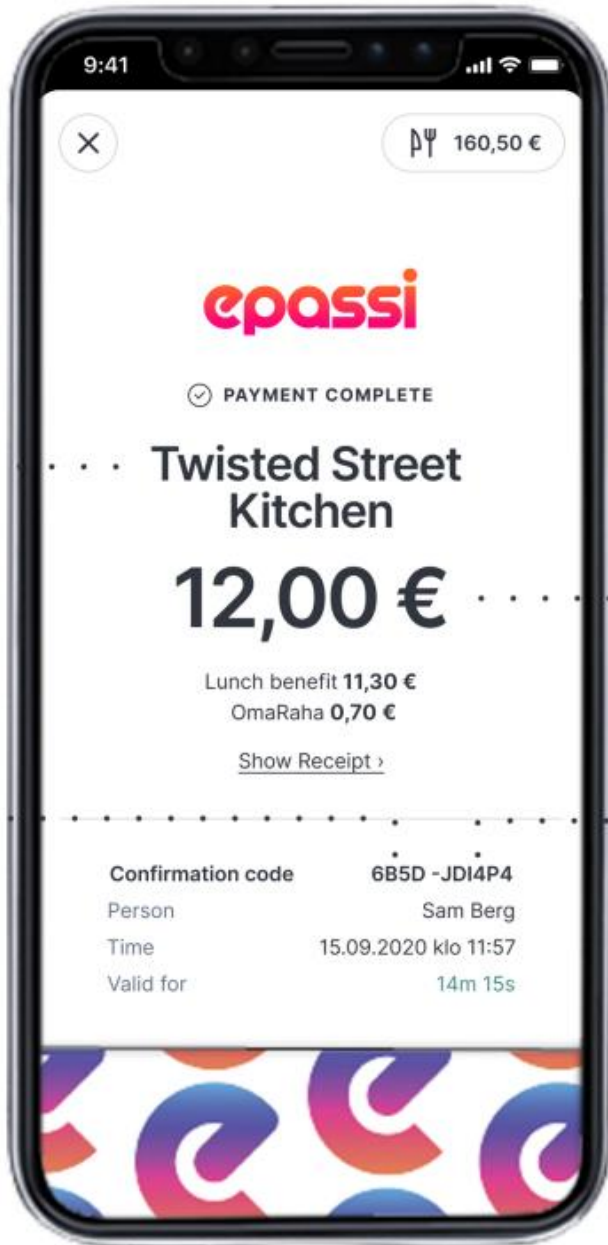 9:41
160,50 €
epassi
PAYMENT COMPLETE
Twisted Street
Kitchen
12,00 €
Lunch benefit 11,30 €
OmaRaha 0,70 €
Show Receipt ›
Confirmation code 6B5D -JDI4P4
Person Sam Berg
Time 15.09.2020 klo 11:57
Valid for 14m 15s